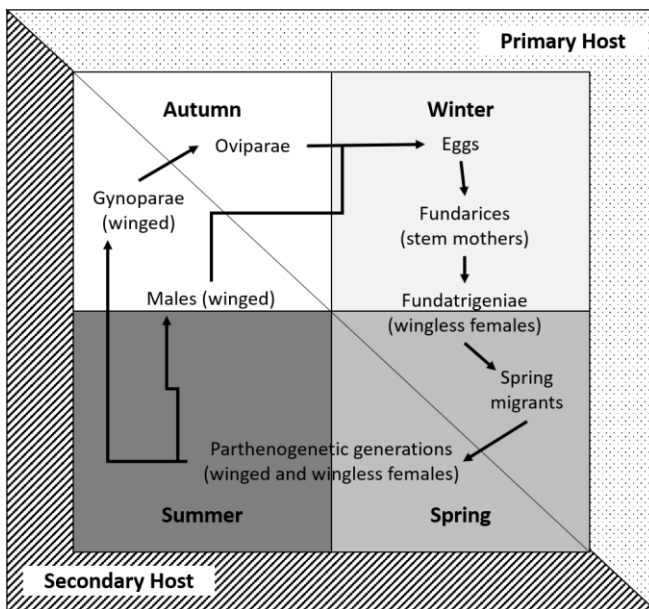 Primary Host
Autumn
Winter
Oviparae
Eggs
Gynoparae
(winged)
Fundarices
(stem mothers)
Males (winged)
Fundatrigeniae
(wingless females)
Spring
migrants
Parthenogenetic generations
(winged and wingless females)
Summer
Spring
Secondary Host